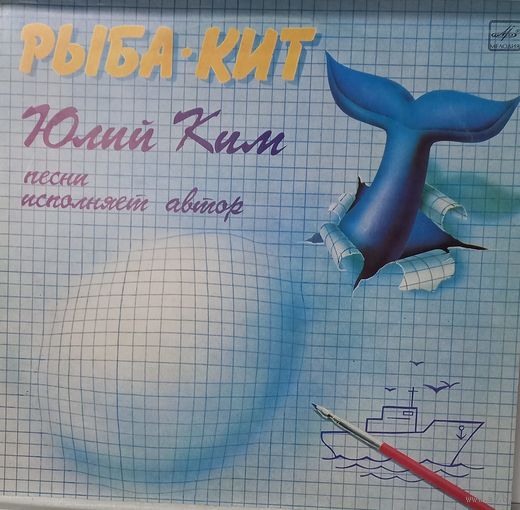 РЫБА·КИТ
МЕЛОДИЯ
Юлий Ким
песни
исполняет автор